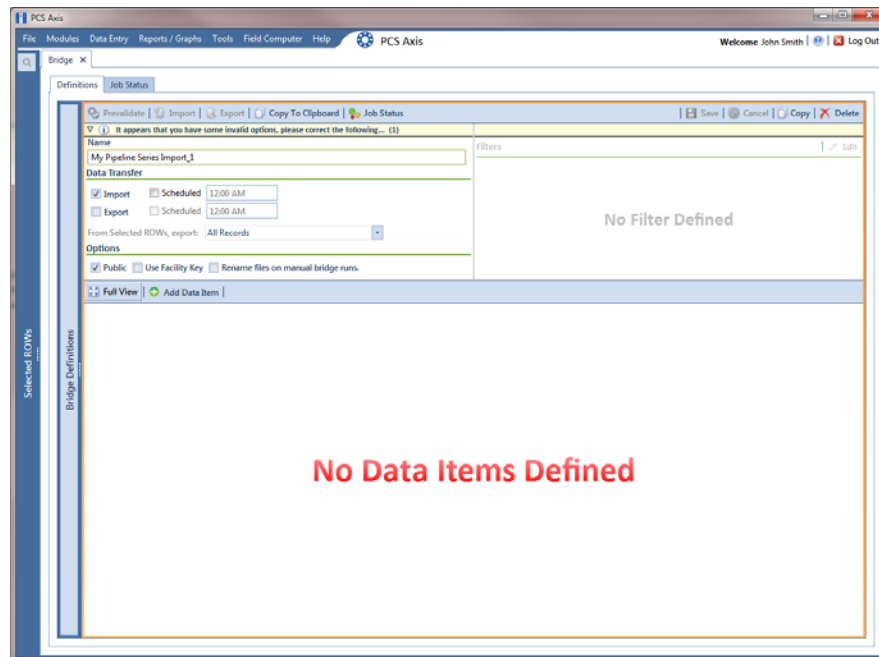 PCS Axis
File Modules Data Entry Reports / Graphs Tools Field Computer Help PCS Axis Welcome John Smith Log Out
Bridge
Definitions Job Status
Prevalidate Import Export Copy To Clipboard Job Status Save Cancel Copy Delete
It appears that you have some invalid options, please correct the following... (1)
Name
My Pipeline Series Import_1
Filters Edit
Data Transfer
Import Scheduled 12:00 AM
Export Scheduled 12:00 AM
From Selected ROWs, export: All Records
No Filter Defined
Options
Public Use Facility Key Rename files on manual bridge runs.
Full View Add Data Item
Selected ROWs
Bridge Definitions
No Data Items Defined